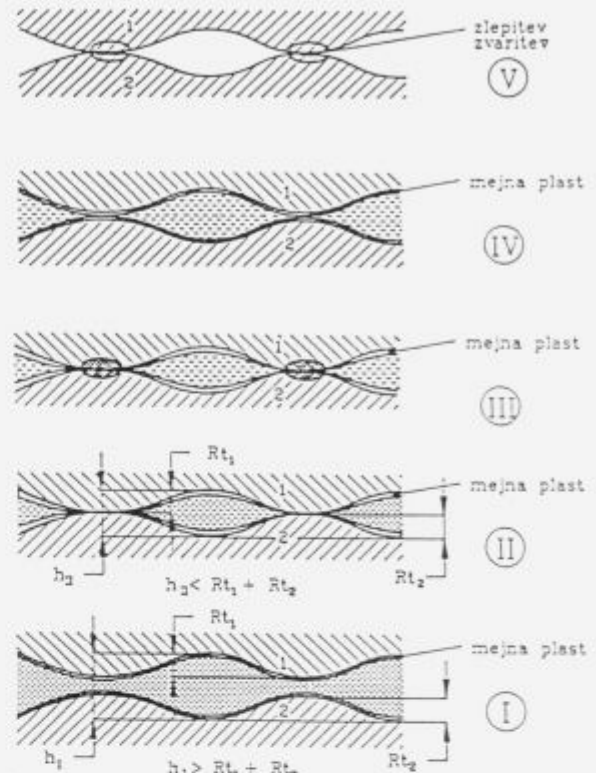 1
zlepitev
zvaritev
2
V
1
mejna plast
2
IV
1
mejna plast
2
III
Rt₁
1
mejna plast
2
II
h₂
h₂ < Rt₁ + Rt₂
Rt₂
Rt₁
1
mejna plast
2
I
h₁
h₁ > Rt₁ + Rt₂
Rt₂